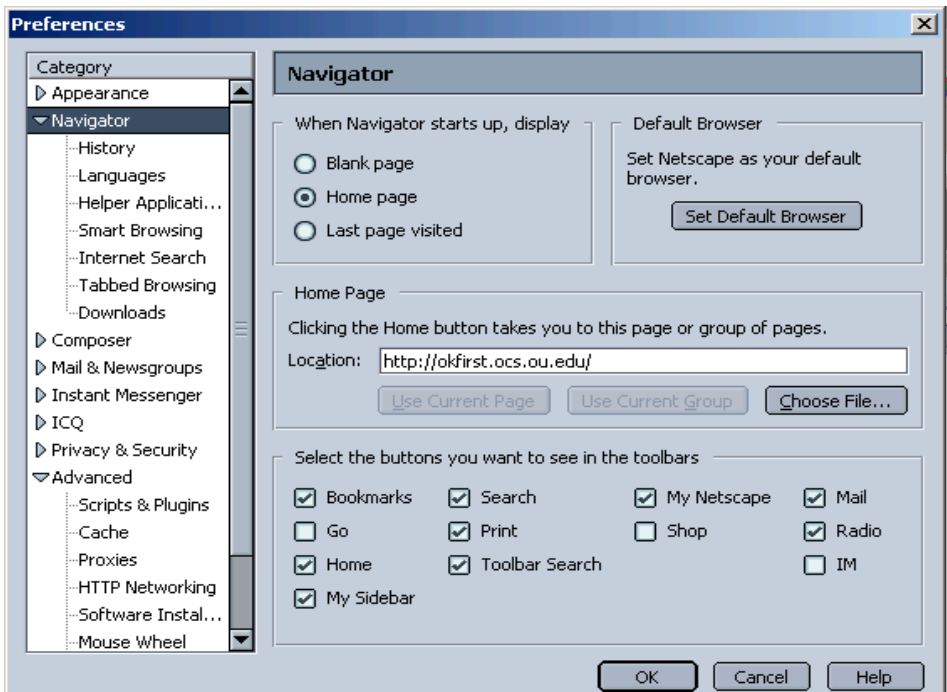 Preferences
Category
Appearance
Navigator
History
Languages
Helper Applicati...
Smart Browsing
Internet Search
Tabbed Browsing
Downloads
Composer
Mail & Newsgroups
Instant Messenger
ICQ
Privacy & Security
Advanced
Scripts & Plugins
Cache
Proxies
HTTP Networking
Software Instal...
Mouse Wheel
Navigator
When Navigator starts up, display
Blank page
Home page
Last page visited
Default Browser
Set Netscape as your default
browser.
Set Default Browser
Home Page
Clicking the Home button takes you to this page or group of pages.
Location: http://okfirst.ocs.ou.edu/
Use Current Page Use Current Group Choose File...
Select the buttons you want to see in the toolbars
Bookmarks Search My Netscape Mail
Go Print Shop Radio
Home Toolbar Search IM
My Sidebar
OK Cancel Help